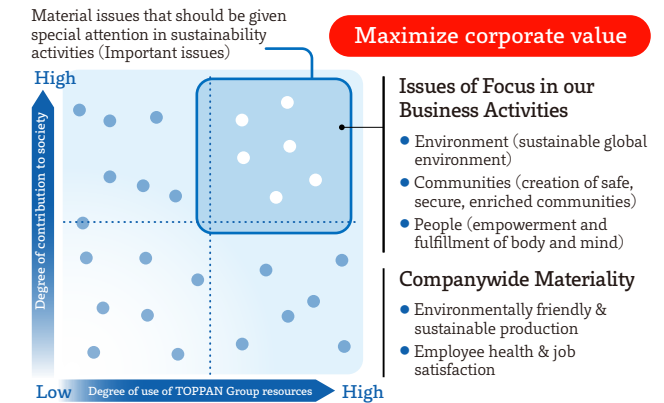 Material issues that should be given
special attention in sustainability
activities (Important issues)
Maximize corporate value
High
Degree of contribution to society
Low
Degree of use of TOPPAN Group resources
High
Issues of Focus in our
Business Activities
● Environment (sustainable global
environment)
● Communities (creation of safe,
secure, enriched communities)
● People (empowerment and
fulfillment of body and mind)
Companywide Materiality
● Environmentally friendly &
sustainable production
● Employee health & job
satisfaction